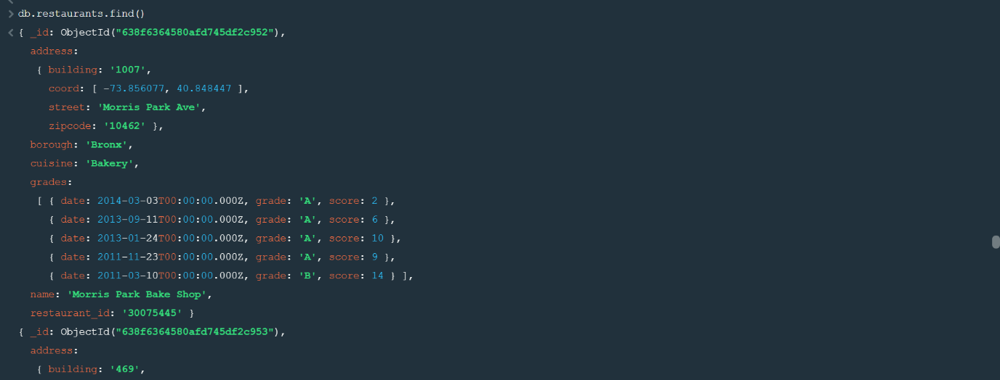 > db.restaurants.find()
< { _id: ObjectId("638f6364580afd745df2c952"),
address:
{ building: '1007',
coord: [ -73.856077, 40.848447 ],
street: 'Morris Park Ave',
zipcode: '10462' },
borough: 'Bronx',
cuisine: 'Bakery',
grades:
[ { date: 2014-03-03T00:00:00.000Z, grade: 'A', score: 2 },
{ date: 2013-09-11T00:00:00.000Z, grade: 'A', score: 6 },
{ date: 2013-01-24T00:00:00.000Z, grade: 'A', score: 10 },
{ date: 2011-11-23T00:00:00.000Z, grade: 'A', score: 9 },
{ date: 2011-03-10T00:00:00.000Z, grade: 'B', score: 14 } ],
name: 'Morris Park Bake Shop',
restaurant_id: '30075445' }
{ _id: ObjectId("638f6364580afd745df2c953"),
address:
{ building: '469',